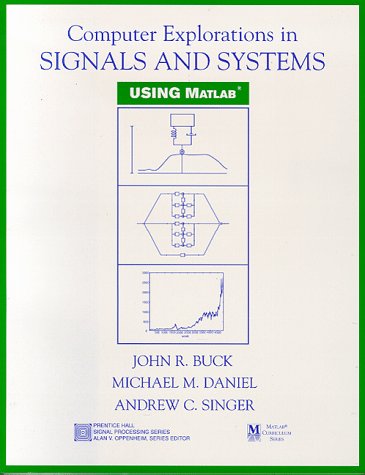 Computer Explorations in
SIGNALS AND SYSTEMS
USING MATLAB®
JOHN R. BUCK
MICHAEL M. DANIEL
ANDREW C. SINGER
PRENTICE HALL
SIGNAL PROCESSING SERIES
ALAN V. OPPENHEIM, SERIES EDITOR
M
MATLAB®
CURRICULUM
SERIES